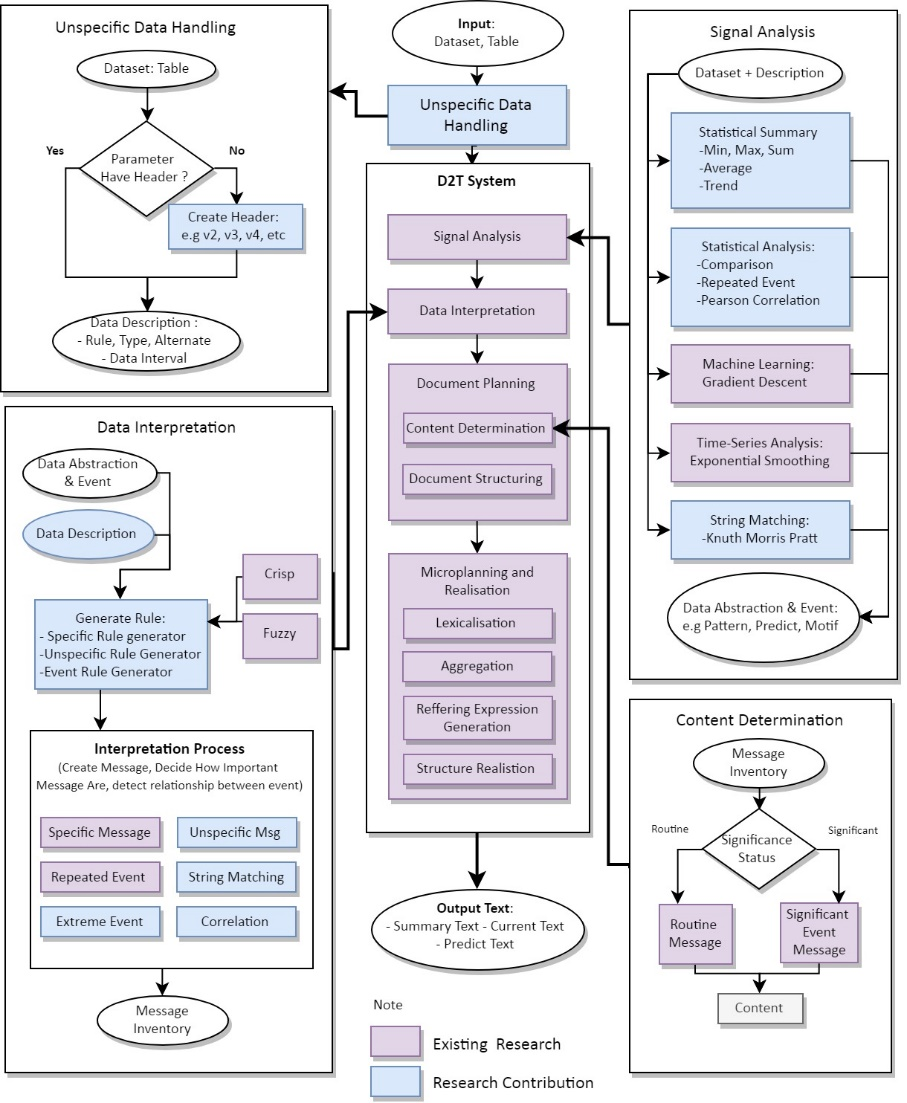 Unspecific Data Handling
Dataset: Table
Yes
No
Parameter
Have Header ?
Create Header:
e.g v2, v3, v4, etc
Data Description :
- Rule, Type, Alternate
- Data Interval
Input:
Dataset, Table
Unspecific Data
Handling
D2T System
Signal Analysis
Data Interpretation
Document Planning
Content Determination
Document Structuring
Microplanning and
Realisation
Lexicalisation
Aggregation
Reffering Expression
Generation
Structure Realistion
Output Text:
- Summary Text - Current Text
- Predict Text
Signal Analysis
Dataset + Description
Statistical Summary
-Min, Max, Sum
-Average
-Trend
Statistical Analysis:
-Comparison
-Repeated Event
-Pearson Correlation
Machine Learning:
Gradient Descent
Time-Series Analysis:
Exponential Smoothing
String Matching:
-Knuth Morris Pratt
Data Abstraction & Event:
e.g Pattern, Predict, Motif
Data Interpretation
Data Abstraction
& Event
Data Description
Crisp
Fuzzy
Generate Rule:
- Specific Rule generator
-Unspecific Rule Generator
-Event Rule Generator
Interpretation Process
(Create Message, Decide How Important
Message Are, detect relationship between event)
Specific Message
Unspecific Msg
Repeated Event
String Matching
Extreme Event
Correlation
Message
Inventory
Content Determination
Message
Inventory
Routine
Significant
Significance
Status
Routine
Message
Significant
Event
Message
Content
Note
Existing Research
Research Contribution